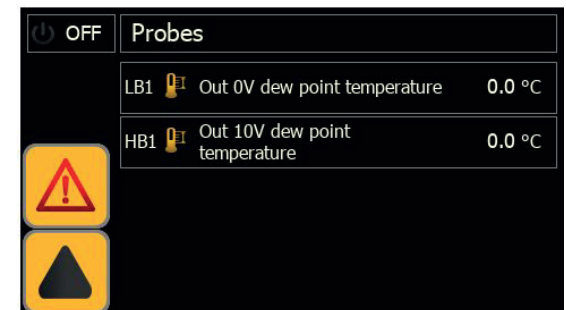 OFF Probes
LB1 Out 0V dew point temperature 0.0 °C
HB1 Out 10V dew point
temperature 0.0 °C